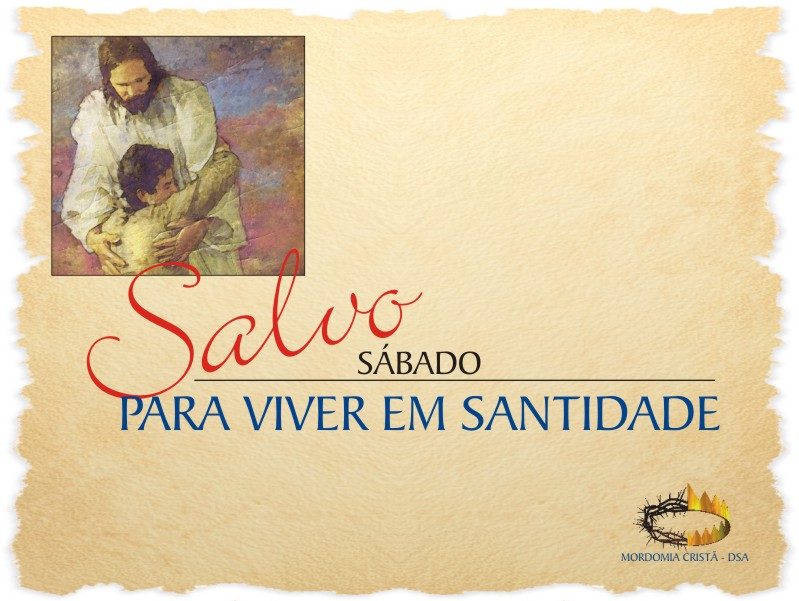 Salvo
SÁBADO
PARA VIVER EM SANTIDADE
MORDOMIA CRISTÃ - DSA